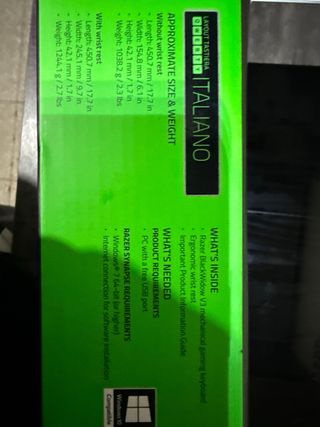 LAYOUT TASTIERA
QWERTY
ITALIANO
APPROXIMATE SIZE & WEIGHT
Without wrist rest
• Length: 450.7 mm / 17.7 in
• Width: 154.8 mm / 6.1 in
• Height: 42.1 mm / 1.7 in
• Weight: 1038.2 g / 2.3 lbs
With wrist rest
• Length: 450.7 mm / 17.7 in
• Width: 245.1 mm / 9.7 in
• Height: 42.1 mm / 1.7 in
• Weight: 1244.1 g / 2.7 lbs
WHAT'S INSIDE
• Razer BlackWidow V3 mechanical gaming keyboard
• Ergonomic wrist rest
• Important Product Information Guide
WHAT'S NEEDED
PRODUCT REQUIREMENTS
• PC with a free USB port
RAZER SYNAPSE REQUIREMENTS
• Windows® 7 64-bit (or higher)
• Internet connection for software installation
Windows 10
Compatible